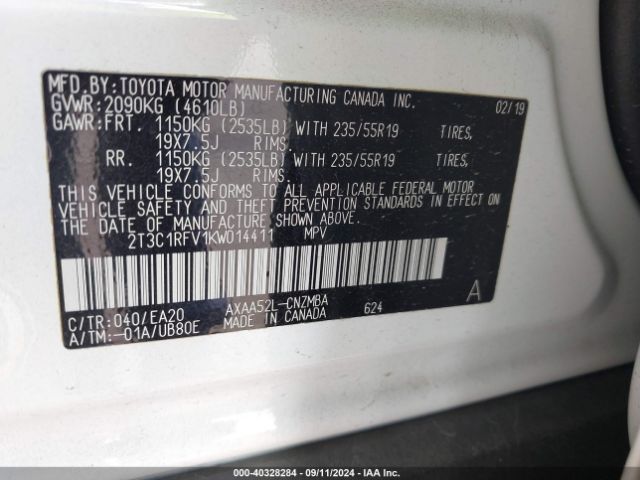 MFD.BY:TOYOTA MOTOR MANUFACTURING CANADA INC.
GVWR:2090KG (4610LB) 02/19
GAWR:FRT. 1150KG (2535LB) WITH 235/55R19 TIRES,
19X7.5J RIMS.
RR. 1150KG (2535LB) WITH 235/55R19 TIRES,
19X7.5J RIMS.
THIS VEHICLE CONFORMS TO ALL APPLICABLE FEDERAL MOTOR
VEHICLE SAFETY AND THEFT PREVENTION STANDARDS IN EFFECT ON
THE DATE OF MANUFACTURE SHOWN ABOVE.
2T3C1RFV1KW014411 MPV
C/TR:040/EA20 AXAA52L-CNZMBA 624 A
A/TM:-01A/UB80E MADE IN CANADA
000-40328284 - 09/11/2024 - IAA Inc.